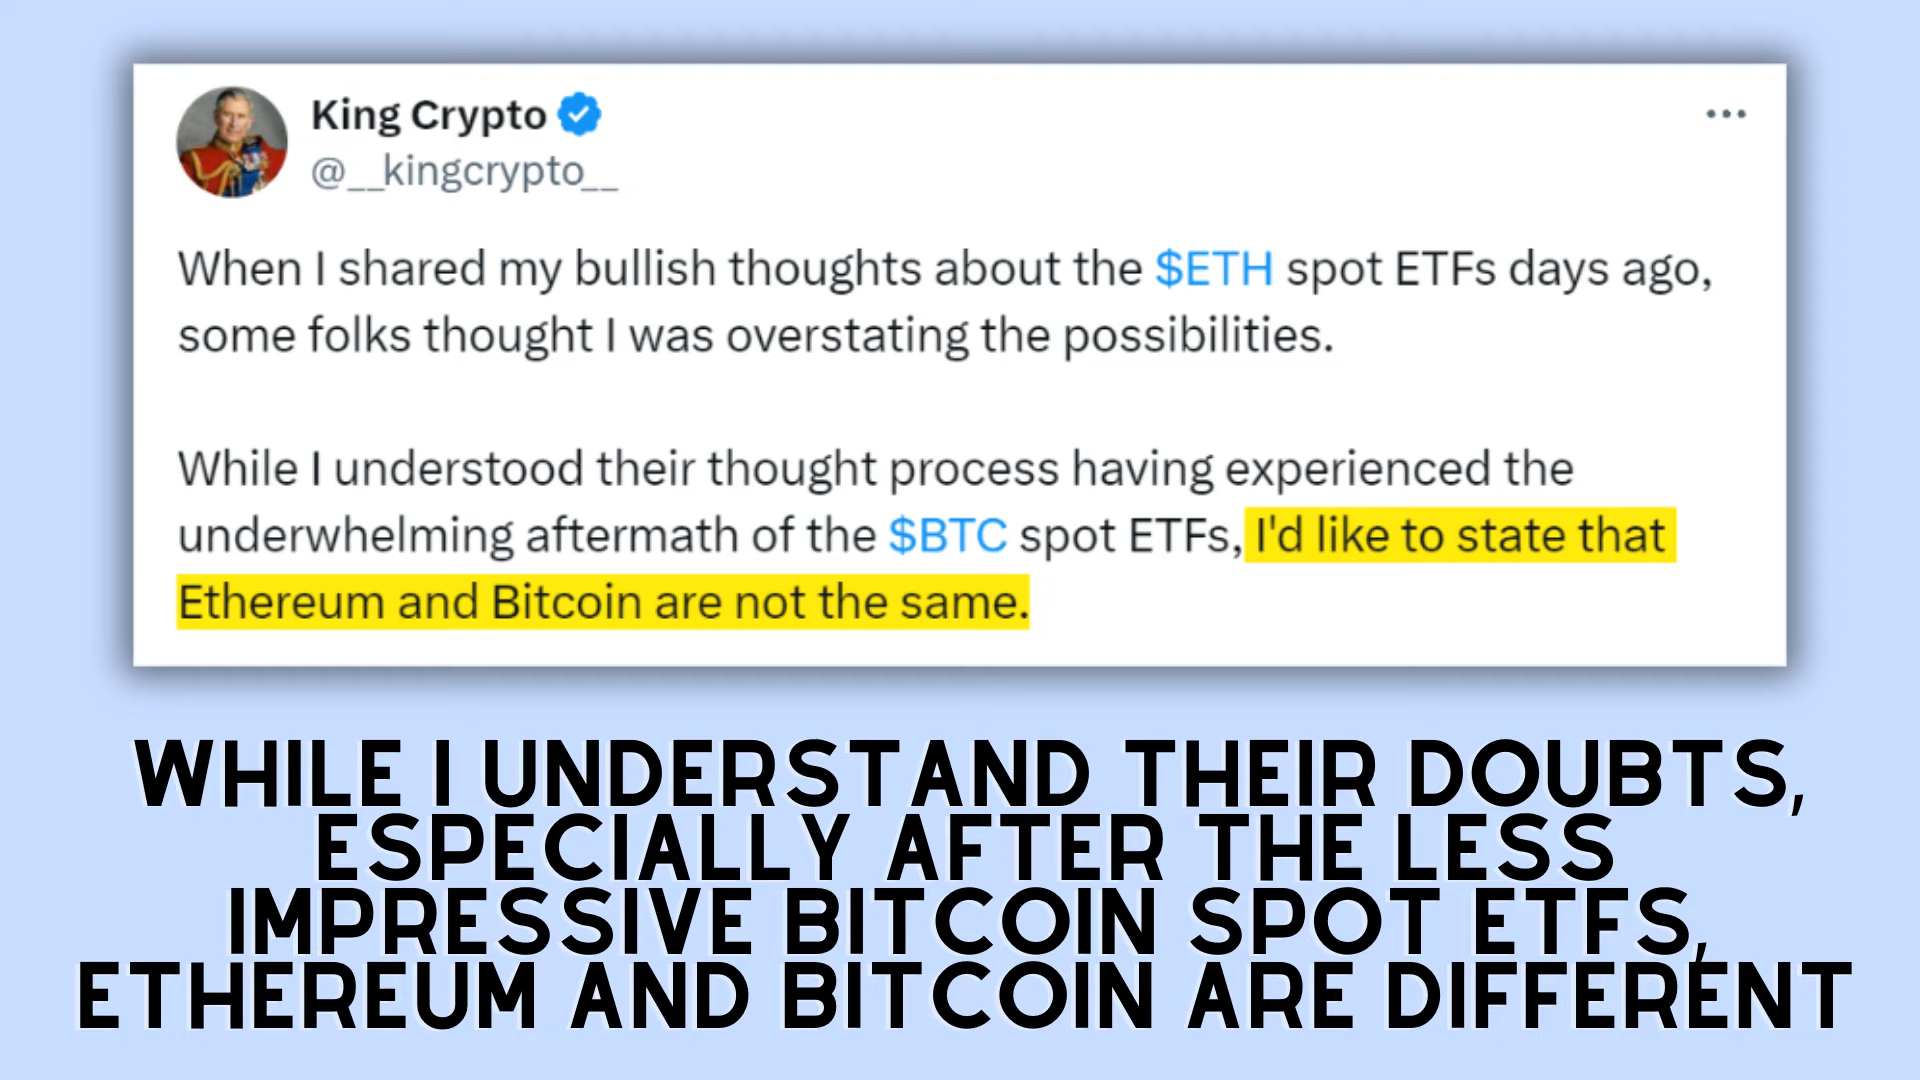 King Crypto
@__kingcrypto__
When I shared my bullish thoughts about the $ETH spot ETFs days ago,
some folks thought I was overstating the possibilities.
While I understood their thought process having experienced the
underwhelming aftermath of the $BTC spot ETFs, I'd like to state that
Ethereum and Bitcoin are not the same.
WHILE I UNDERSTAND THEIR DOUBTS,
ESPECIALLY AFTER THE LESS
IMPRESSIVE BITCOIN SPOT ETFS,
ETHEREUM AND BITCOIN ARE DIFFERENT